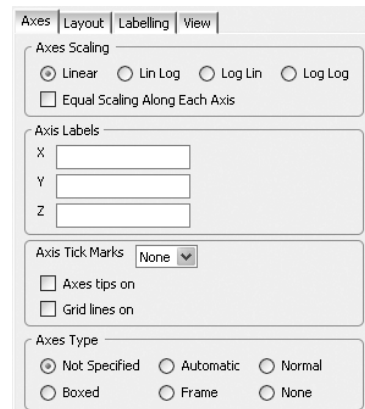 Axes Layout Labelling View
Axes Scaling
Linear Lin Log Log Lin Log Log
Equal Scaling Along Each Axis
Axis Labels
X
Y
Z
Axis Tick Marks None
Axes tips on
Grid lines on
Axes Type
Not Specified Automatic Normal
Boxed Frame None